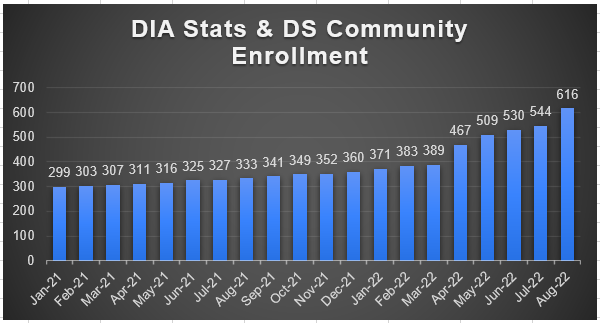 DIA Stats & DS Community
Enrollment
700
600
500
400
300
200
100
0
299 303 307 311 316 325 327 333 341 349 352 360 371 383 389 467 509 530 544 616
Jan-21 Feb-21 Mar-21 Apr-21 May-21 Jun-21 Jul-21 Aug-21 Sep-21 Oct-21 Nov-21 Dec-21 Jan-22 Feb-22 Mar-22 Apr-22 May-22 Jun-22 Jul-22 Aug-22